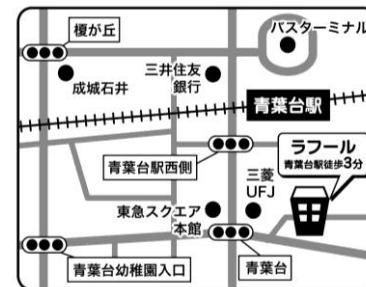 榎が丘
バスターミナル
成城石井
三井住友
銀行
青葉台駅
ラフール
青葉台駅徒歩3分
青葉台駅西側
三菱
UFJ
東急スクエア
本館
青葉台幼稚園入口
青葉台